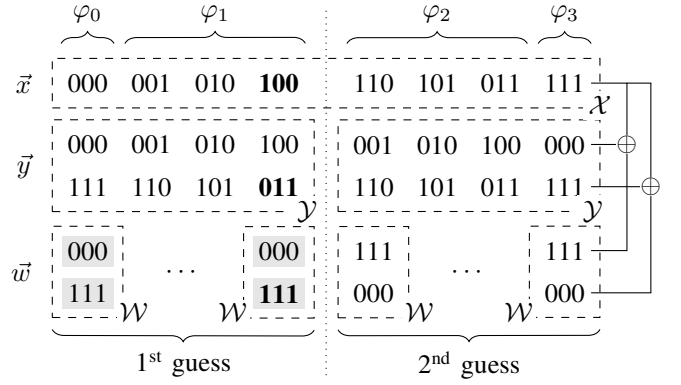 φ₀ φ₁ φ₂ φ₃
x⃗ 000 001 010 100 110 101 011 111
𝒳
000 001 010 100 001 010 100 000 ⊕
y⃗
111 110 101 011 110 101 011 111 ⊕
𝒴 𝒴
000 000 111 111
w⃗ ... ...
111 111 000 000
𝒲 𝒲 𝒲 𝒲
1st guess 2nd guess